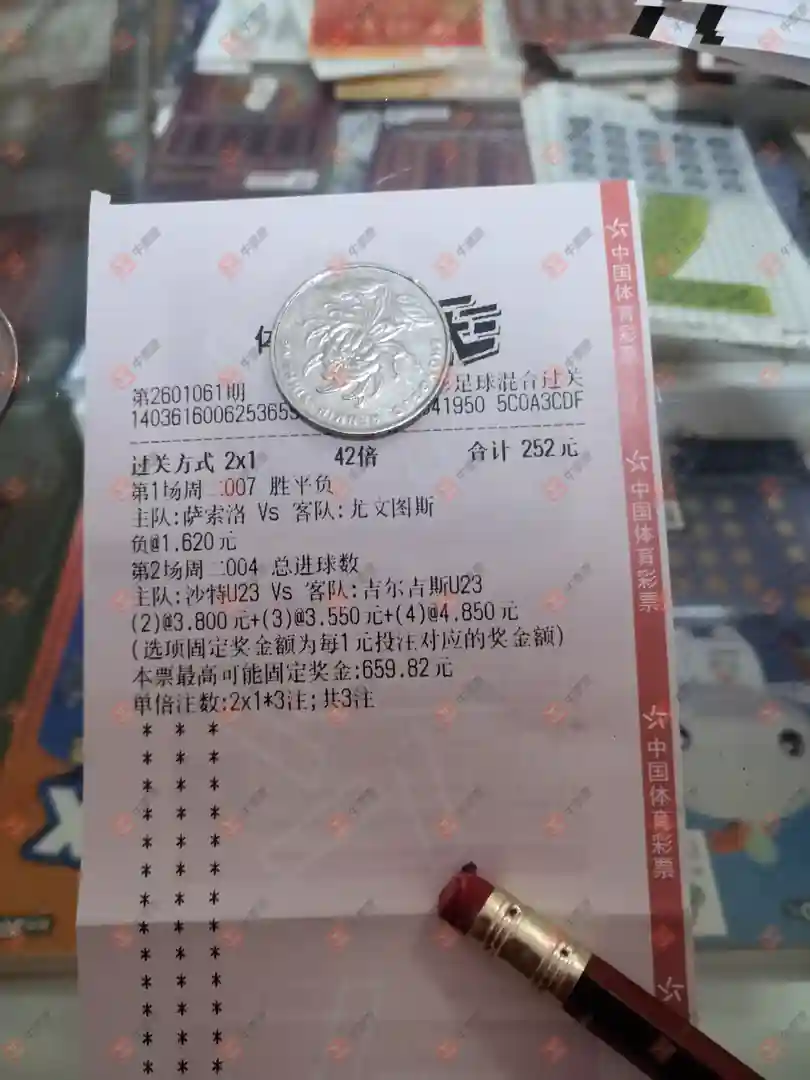 第2601061期
足球混合过关
14036160062536559
41950 5C0A3CDF
过关方式 2x1 42倍 合计 252元
第1场周二007 胜平负
主队:萨索洛 Vs 客队:尤文图斯
负@1.620元
第2场周二004 总进球数
主队:沙特U23 Vs 客队:吉尔吉斯U23
(2)@3.800元+(3)@3.550元+(4)@4.850元
(选项固定奖金额为每1元投注对应的奖金额)
本票最高可能固定奖金:659.82元
单倍注数:2x1*3注;共3注
中国体育彩票
中国体育彩票
中国体育彩票